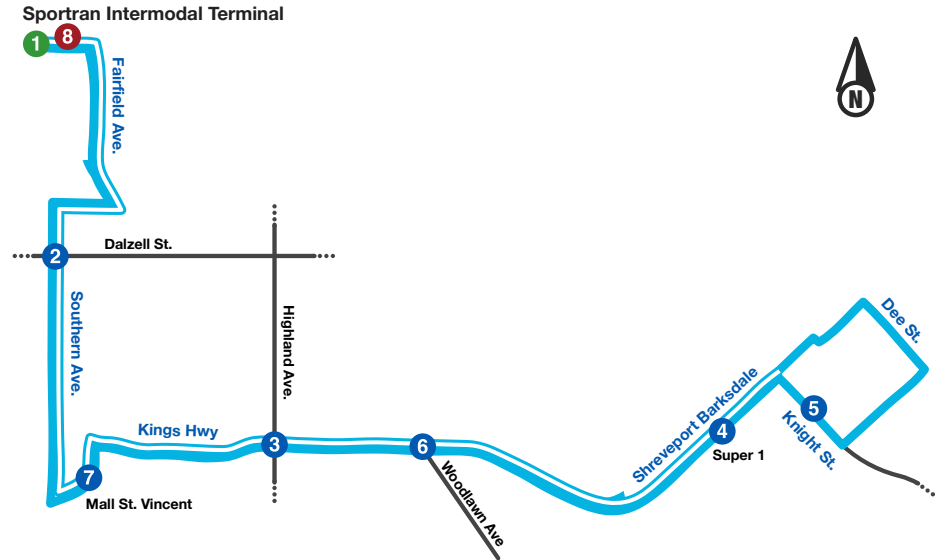 Sportran Intermodal Terminal
1
8
Fairfield Ave.
N
2
Dalzell St.
Southern Ave.
Highland Ave.
Dee St.
Kings Hwy
3
6
Shreveport Barksdale
4
5
Knight St.
Super 1
7
Mall St. Vincent
Woodlawn Ave